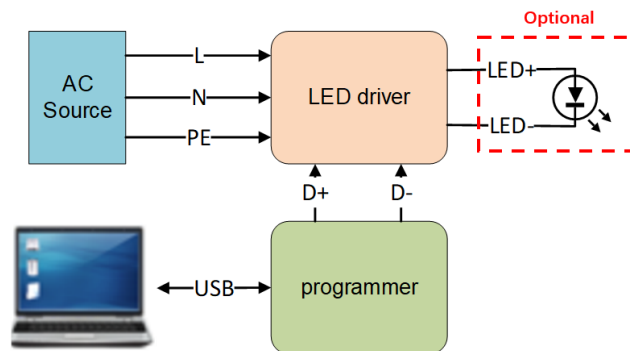 Optional
AC
Source
L
N
PE
LED driver
LED+
LED-
D+
D-
USB
programmer